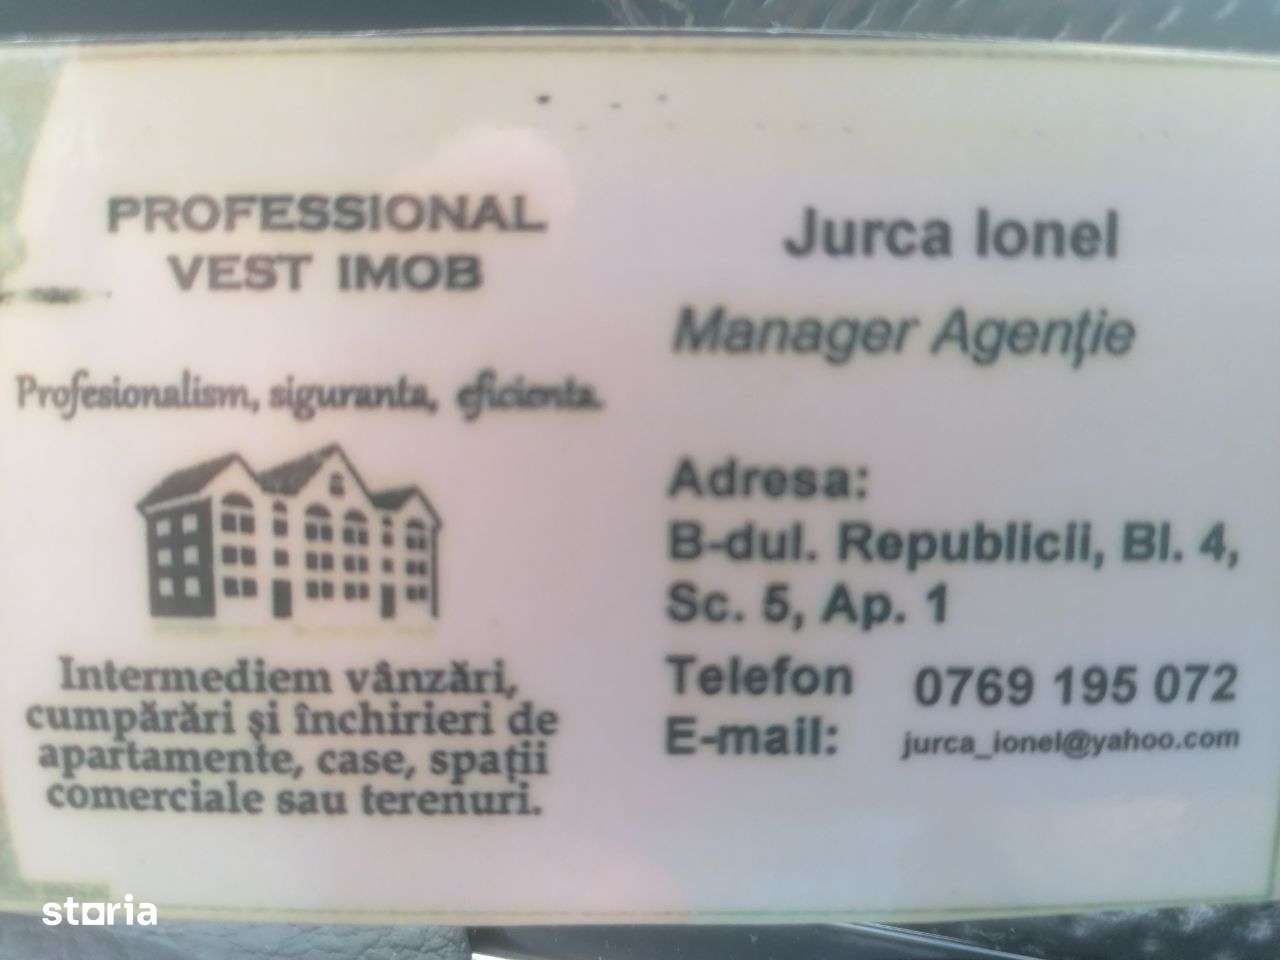 PROFESSIONAL
VEST IMOB
Profesionalism, siguranta, eficienta.
Intermediem vânzări,
cumpărări și închirieri de
apartamente, case, spații
comerciale sau terenuri.
Jurca Ionel
Manager Agenție
Adresa:
B-dul. Republicii, Bl. 4,
Sc. 5, Ap. 1
Telefon 0769 195 072
E-mail: jurca_ionel@yahoo.com
storia